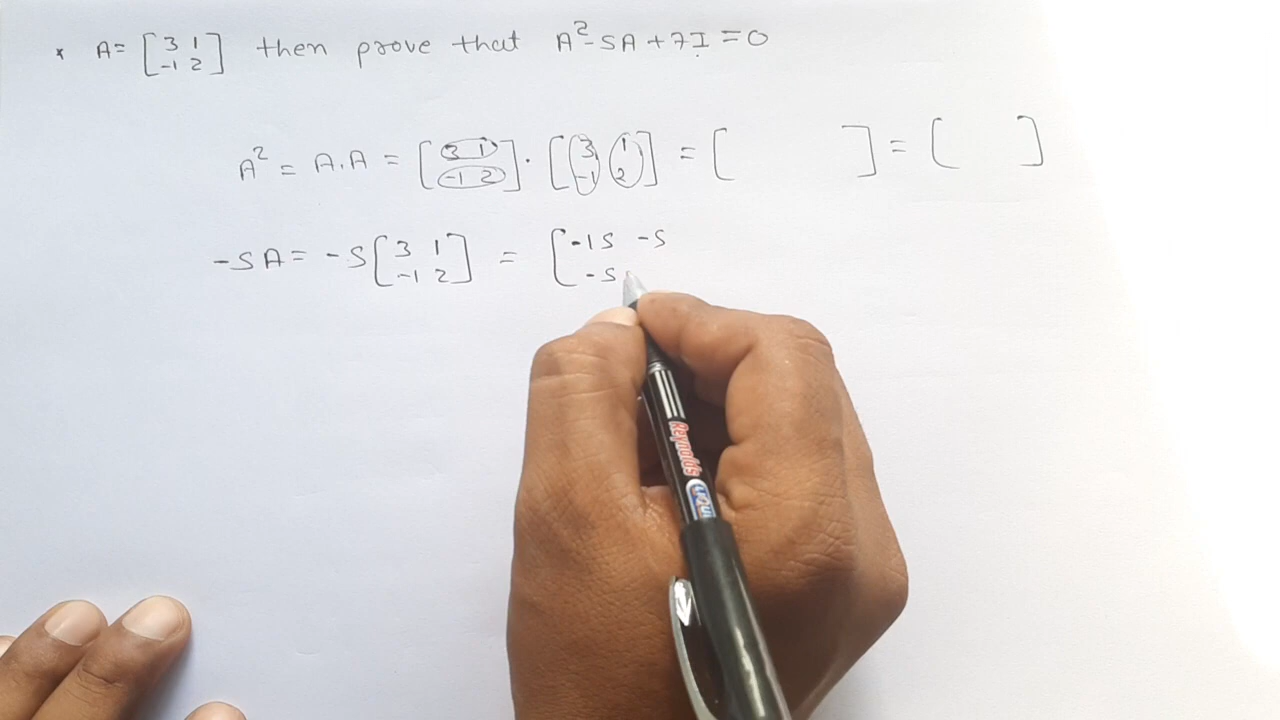 * A = [3 1 -1 2] then prove that A² - 5A + 7I = 0
A² = A.A = [3 1 -1 2] . [3 1 -1 2] = [ ] = [ ]
-5A = -5 [3 1 -1 2] = [-15 -5 -5
Reynolds